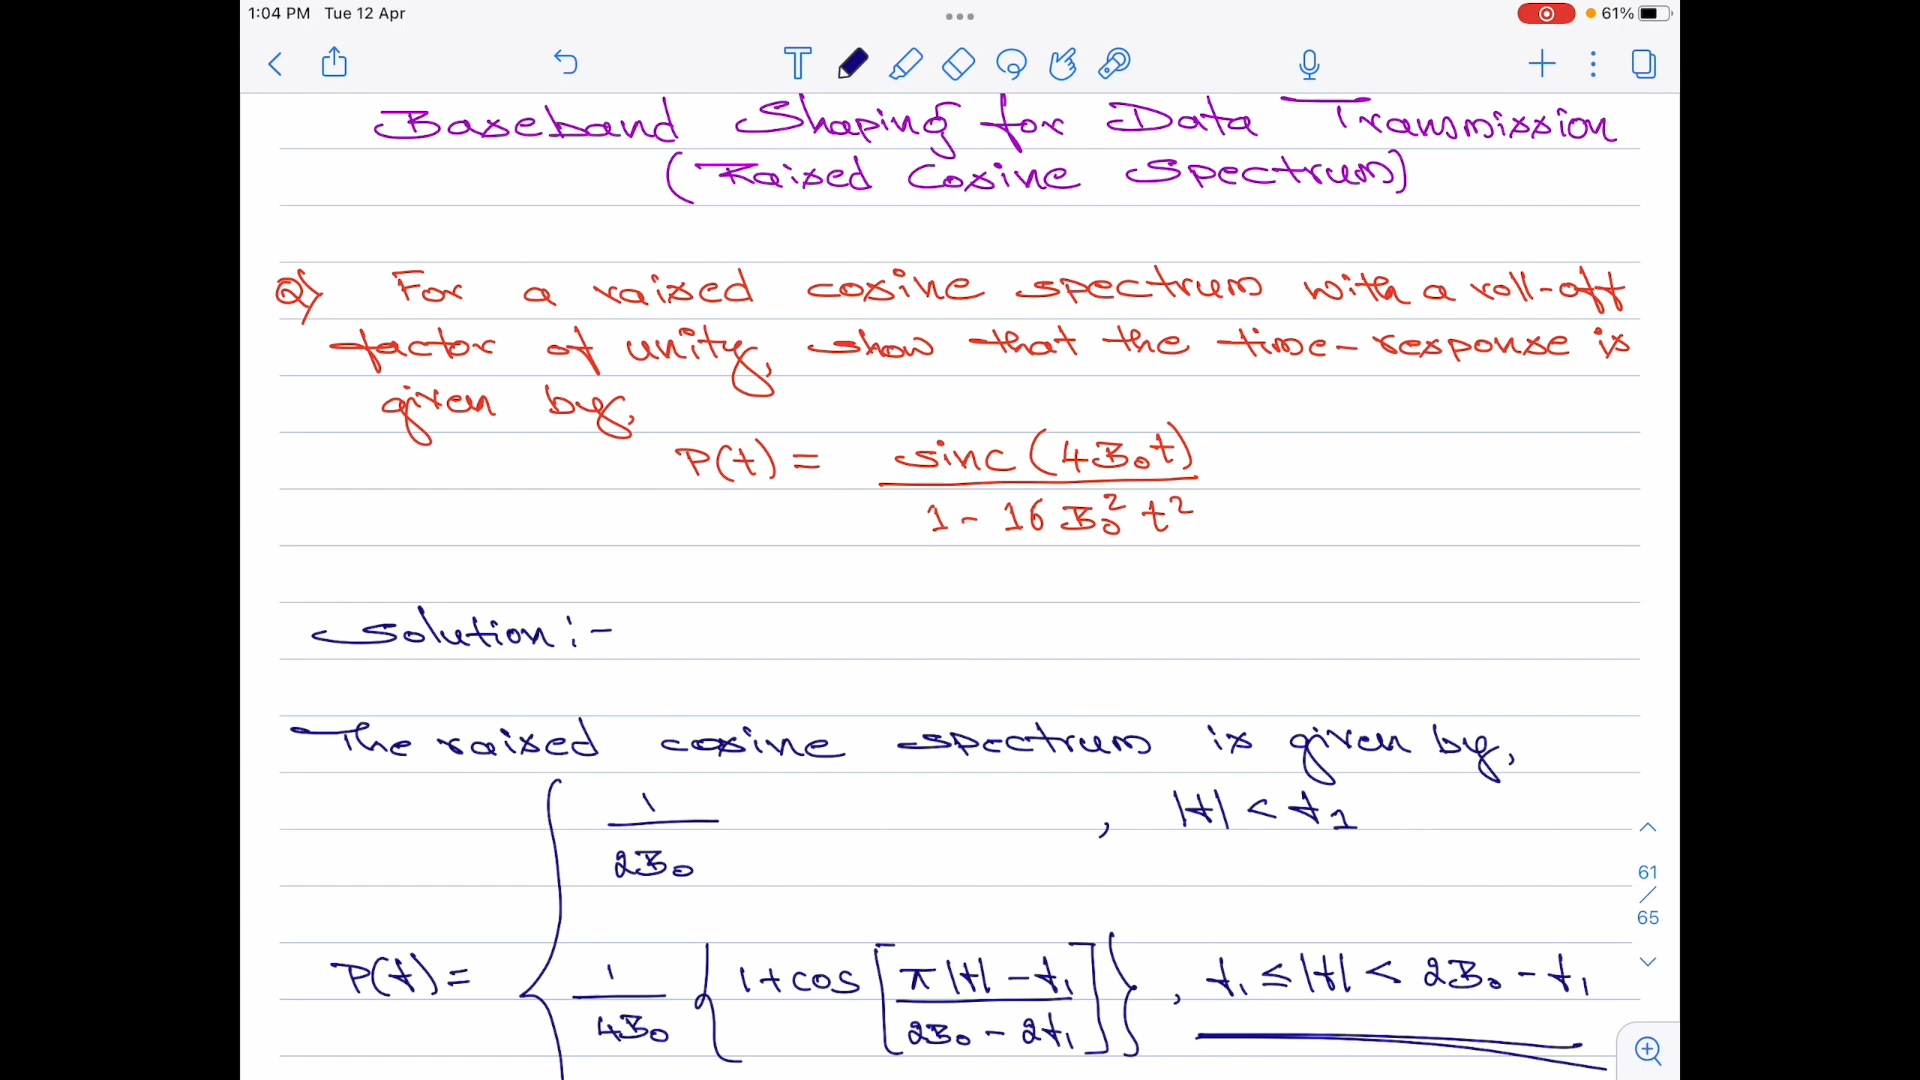 1:04 PM Tue 12 Apr
61%
Baseband Shaping for Data Transmission
(Raised Cosine Spectrum)
Q) For a raised cosine spectrum with a roll-off
factor of unity, show that the time-response is
given by,
P(t) = sinc (4B₀t) / 1 - 16 B₀² t²
Solution :-
The raised cosine spectrum is given by,
1 / 2B₀ , |f| < f₁
P(f) = { 1 / 4B₀ { 1 + cos [ π |f| - f₁ / 2B₀ - 2f₁ ] } , f₁ ≤ |f| < 2B₀ - f₁
61
/
65